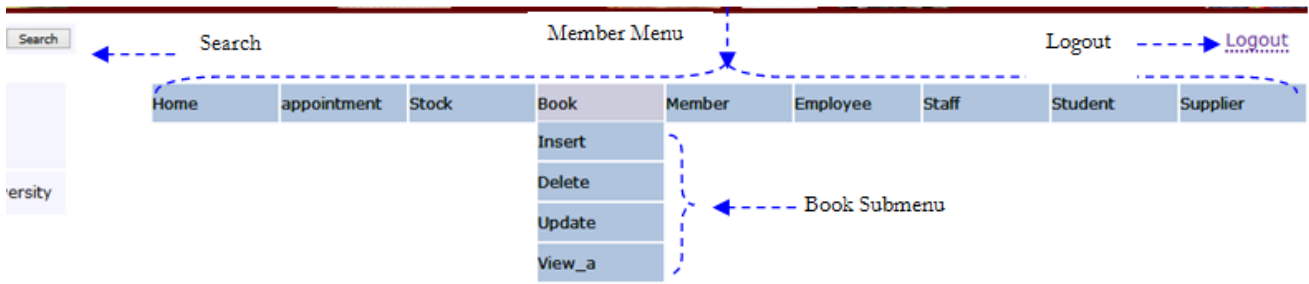 Member Menu
Search Search Logout Logout
Home appointment Stock Book Member Employee Staff Student Supplier
Insert
Delete
ersity
Book Submenu
Update
View_a